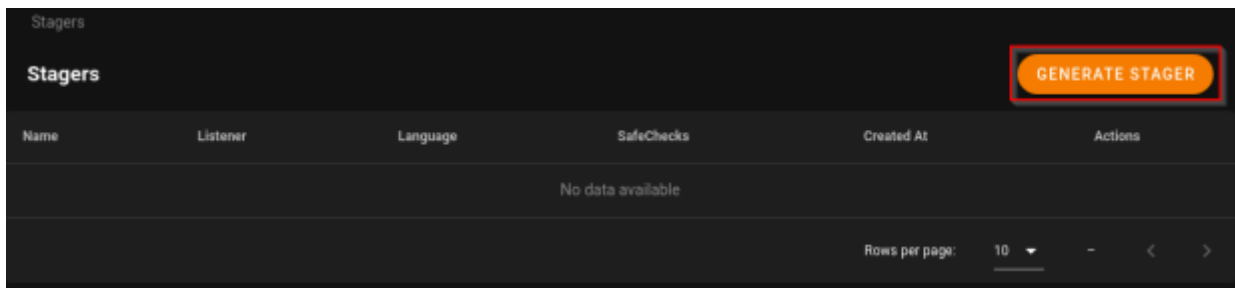 Stagers
Stagers GENERATE STAGER
Name Listener Language SafeChecks Created At Actions
No data available
Rows per page: 10 –